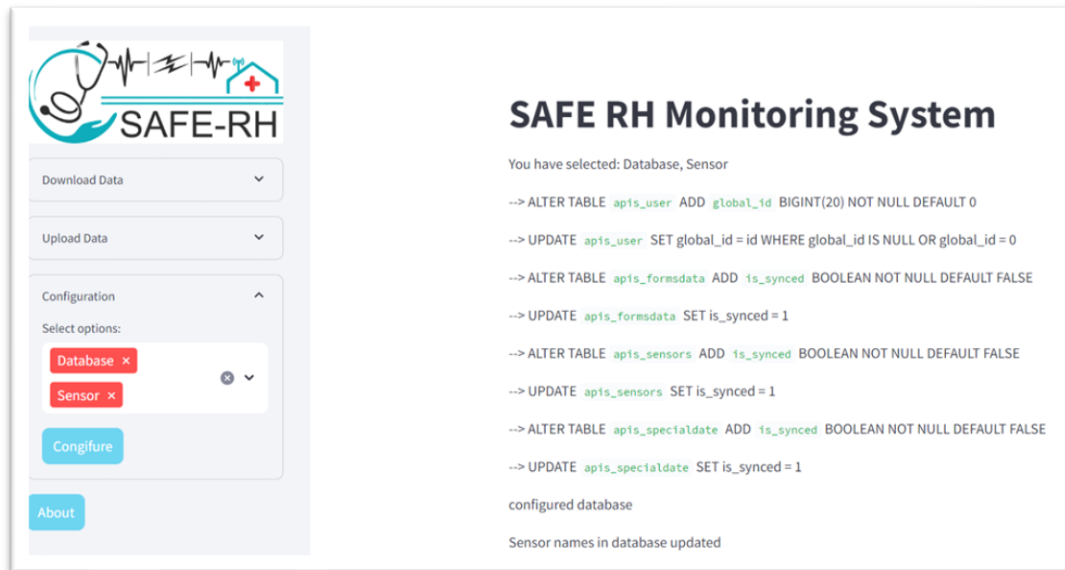 SAFE-RH
Download Data
Upload Data
Configuration
Select options:
Database ×
Sensor ×
Congifure
About
SAFE RH Monitoring System
You have selected: Database, Sensor
--> ALTER TABLE apis_user ADD global_id BIGINT(20) NOT NULL DEFAULT 0
--> UPDATE apis_user SET global_id = id WHERE global_id IS NULL OR global_id = 0
--> ALTER TABLE apis_formsdata ADD is_synced BOOLEAN NOT NULL DEFAULT FALSE
--> UPDATE apis_formsdata SET is_synced = 1
--> ALTER TABLE apis_sensors ADD is_synced BOOLEAN NOT NULL DEFAULT FALSE
--> UPDATE apis_sensors SET is_synced = 1
--> ALTER TABLE apis_specialdate ADD is_synced BOOLEAN NOT NULL DEFAULT FALSE
--> UPDATE apis_specialdate SET is_synced = 1
configured database
Sensor names in database updated